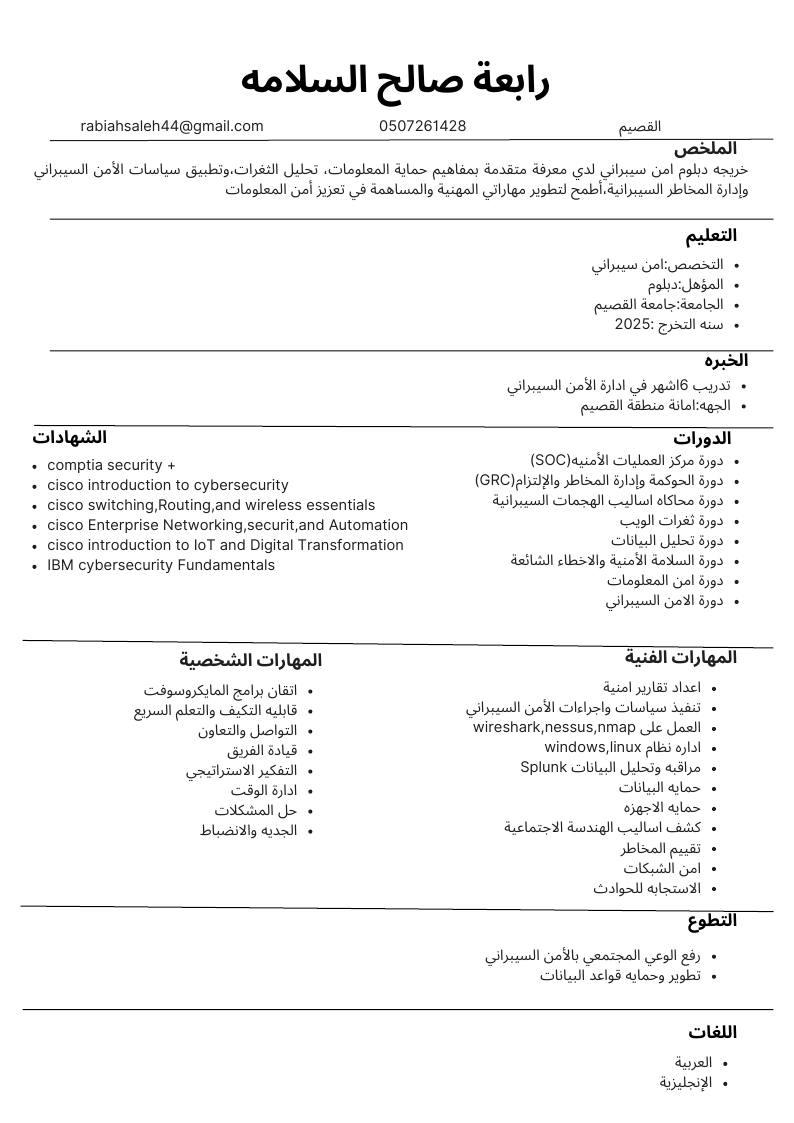 رابعة صالح السلامه
القصيم
0507261428
rabiahsaleh44@gmail.com
الملخص
خريجه دبلوم امن سيبراني لدي معرفة متقدمة بمفاهيم حماية المعلومات، تحليل الثغرات،وتطبيق سياسات الأمن السيبراني
وإدارة المخاطر السيبرانية،أطمح لتطوير مهاراتي المهنية والمساهمة في تعزيز أمن المعلومات
التعليم
• التخصص:امن سيبراني
• المؤهل:دبلوم
• الجامعة:جامعة القصيم
• سنه التخرج :2025
الخبره
• تدريب 6اشهر في ادارة الأمن السيبراني
• الجهه:امانة منطقة القصيم
الدورات
• دورة مركز العمليات الأمنيه(SOC)
• دورة الحوكمة وإدارة المخاطر والإلتزام(GRC)
• دورة محاكاه اساليب الهجمات السيبرانية
• دورة ثغرات الويب
• دورة تحليل البيانات
• دورة السلامة الأمنية والاخطاء الشائعة
• دورة امن المعلومات
• دورة الامن السيبراني
الشهادات
• comptia security +
• cisco introduction to cybersecurity
• cisco switching,Routing,and wireless essentials
• cisco Enterprise Networking,securit,and Automation
• cisco introduction to IoT and Digital Transformation
• IBM cybersecurity Fundamentals
المهارات الفنية
• اعداد تقارير امنية
• تنفيذ سياسات واجراءات الأمن السيبراني
• العمل على wireshark,nessus,nmap
• اداره نظام windows,linux
• مراقبه وتحليل البيانات Splunk
• حمايه البيانات
• حمايه الاجهزه
• كشف اساليب الهندسة الاجتماعية
• تقييم المخاطر
• امن الشبكات
• الاستجابه للحوادث
المهارات الشخصية
• اتقان برامج المايكروسوفت
• قابليه التكيف والتعلم السريع
• التواصل والتعاون
• قيادة الفريق
• التفكير الاستراتيجي
• ادارة الوقت
• حل المشكلات
• الجديه والانضباط
التطوع
• رفع الوعي المجتمعي بالأمن السيبراني
• تطوير وحمايه قواعد البيانات
اللغات
• العربية
• الإنجليزية